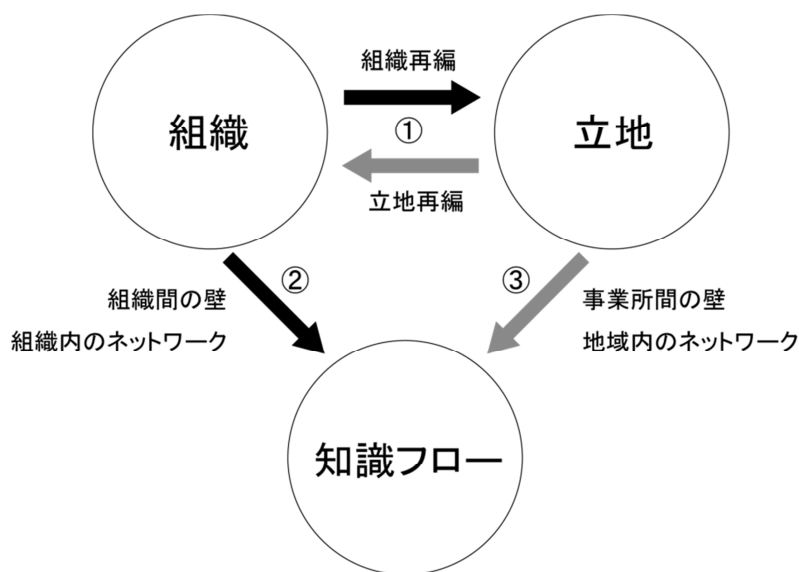 組織再編
組織
①
立地
立地再編
②
③
組織間の壁
組織内のネットワーク
事業所間の壁
地域内のネットワーク
知識フロー